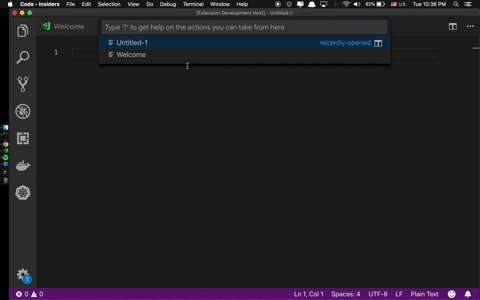 Code - Insiders File Edit Selection View Go Debug Terminal Window Help 62% U.S. Tue 10:36 PM
[Extension Development Host] - Untitled-1
Welcome
Type '?' to get help on the actions you can take from here
Untitled-1 recently opened
Welcome
1
1
0 0 Ln 1, Col 1 Spaces: 4 UTF-8 LF Plain Text